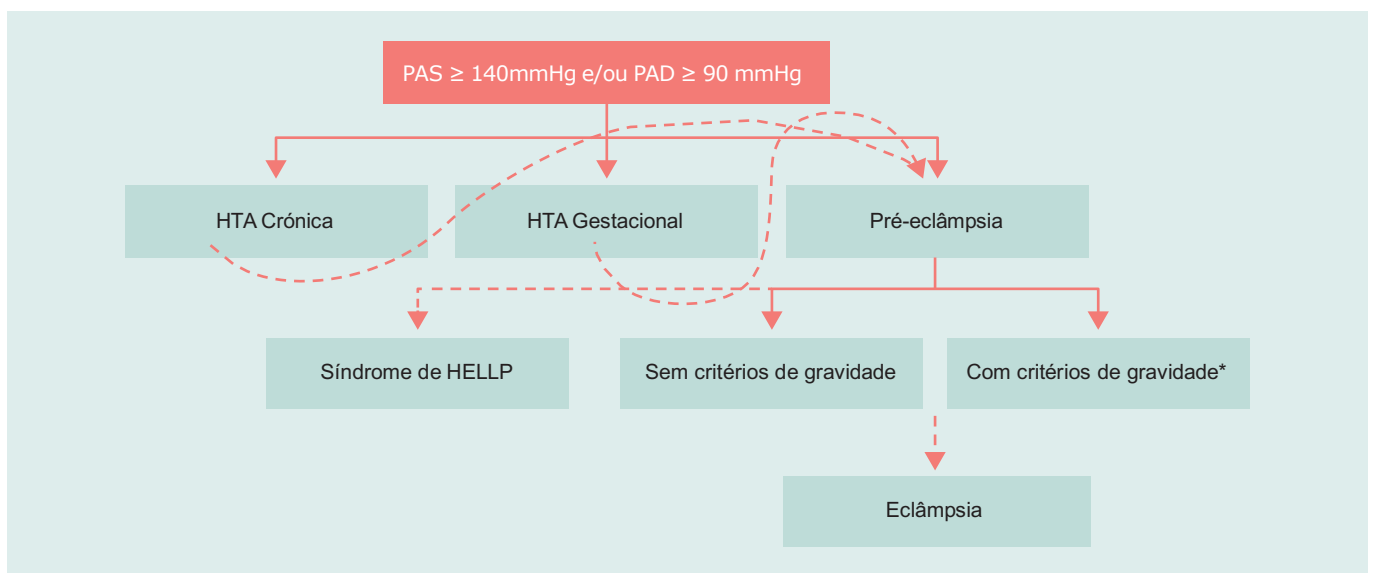 PAS ≥ 140mmHg e/ou PAD ≥ 90 mmHg
HTA Crónica
HTA Gestacional
Pré-eclâmpsia
Síndrome de HELLP
Sem critérios de gravidade
Com critérios de gravidade*
Eclâmpsia